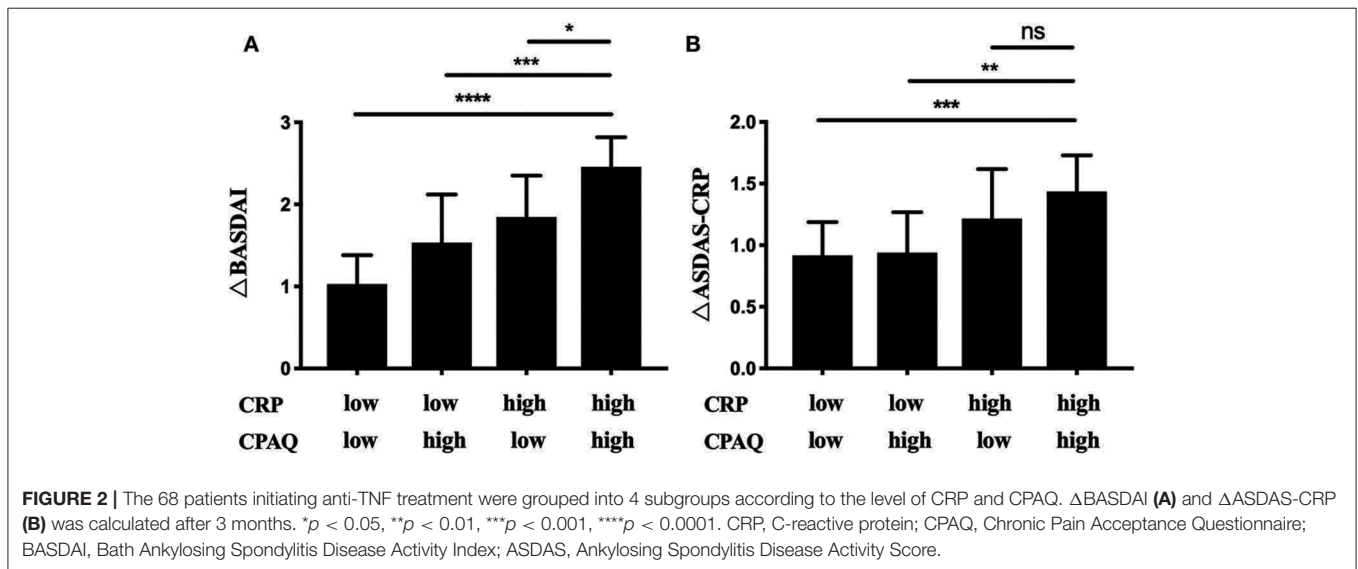 A
*
***
****
3
2
1
0
△BASDAI
CRP low low high high
CPAQ low high low high
B
ns
**
***
2.0
1.5
1.0
0.5
0.0
△ASDAS-CRP
CRP low low high high
CPAQ low high low high
FIGURE 2 | The 68 patients initiating anti-TNF treatment were grouped into 4 subgroups according to the level of CRP and CPAQ. ΔBASDAI (A) and ΔASDAS-CRP
(B) was calculated after 3 months. *p < 0.05, **p < 0.01, ***p < 0.001, ****p < 0.0001. CRP, C-reactive protein; CPAQ, Chronic Pain Acceptance Questionnaire;
BASDAI, Bath Ankylosing Spondylitis Disease Activity Index; ASDAS, Ankylosing Spondylitis Disease Activity Score.